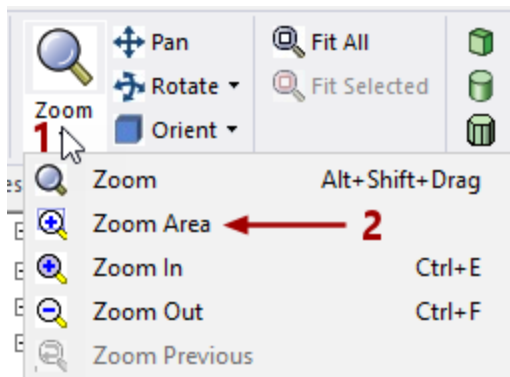 Pan
Fit All
Rotate
Fit Selected
Zoom
1
Orient
es
Zoom Alt+Shift+Drag
Zoom Area 2
Zoom In Ctrl+E
Zoom Out Ctrl+F
Zoom Previous